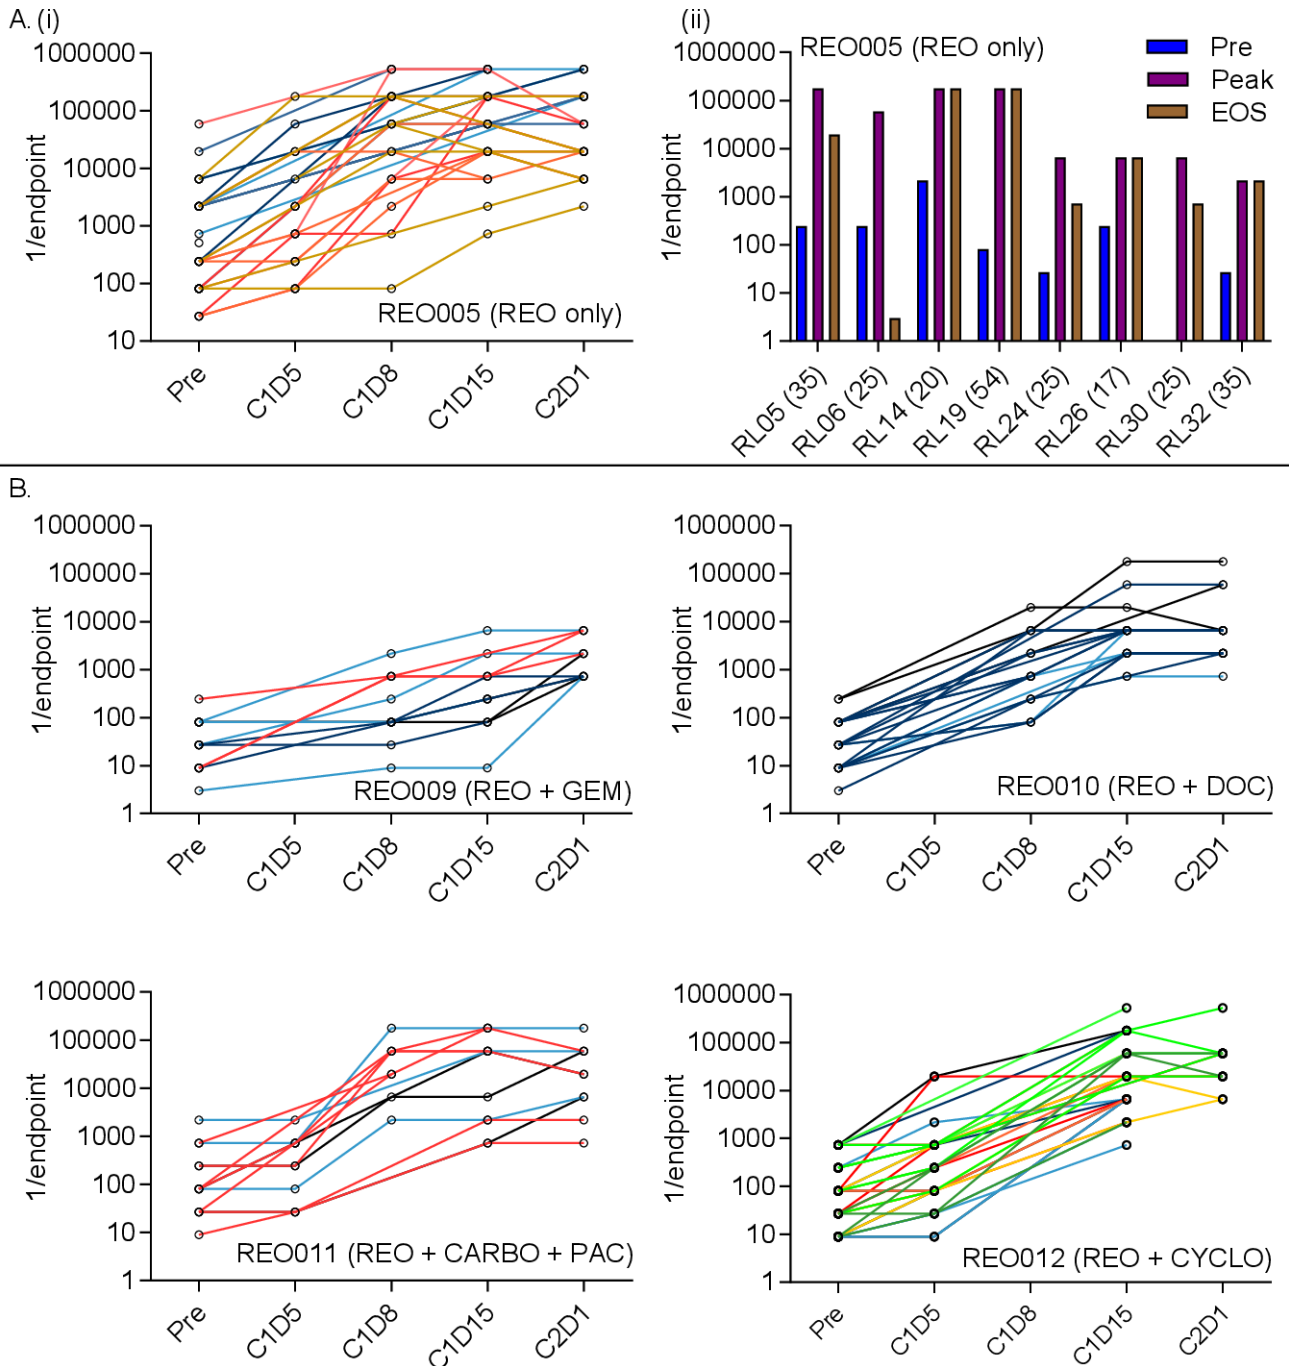 A. (i)
1000000
100000
10000
1000
100
10
1/endpoint
REO005 (REO only)
Pre
C1D5
C1D8
C1D15
C2D1
(ii)
REO005 (REO only)
Pre
Peak
EOS
1000000
100000
10000
1000
100
10
1
1/endpoint
RL05 (35)
RL06 (25)
RL14 (20)
RL19 (54)
RL24 (25)
RL26 (17)
RL30 (25)
RL32 (35)
B.
1000000
100000
10000
1000
100
10
1
1/endpoint
REO009 (REO + GEM)
Pre
C1D5
C1D8
C1D15
C2D1
1000000
100000
10000
1000
100
10
1
1/endpoint
REO010 (REO + DOC)
Pre
C1D5
C1D8
C1D15
C2D1
1000000
100000
10000
1000
100
10
1
1/endpoint
REO011 (REO + CARBO + PAC)
Pre
C1D5
C1D8
C1D15
C2D1
1000000
100000
10000
1000
100
10
1
1/endpoint
REO012 (REO + CYCLO)
Pre
C1D5
C1D8
C1D15
C2D1